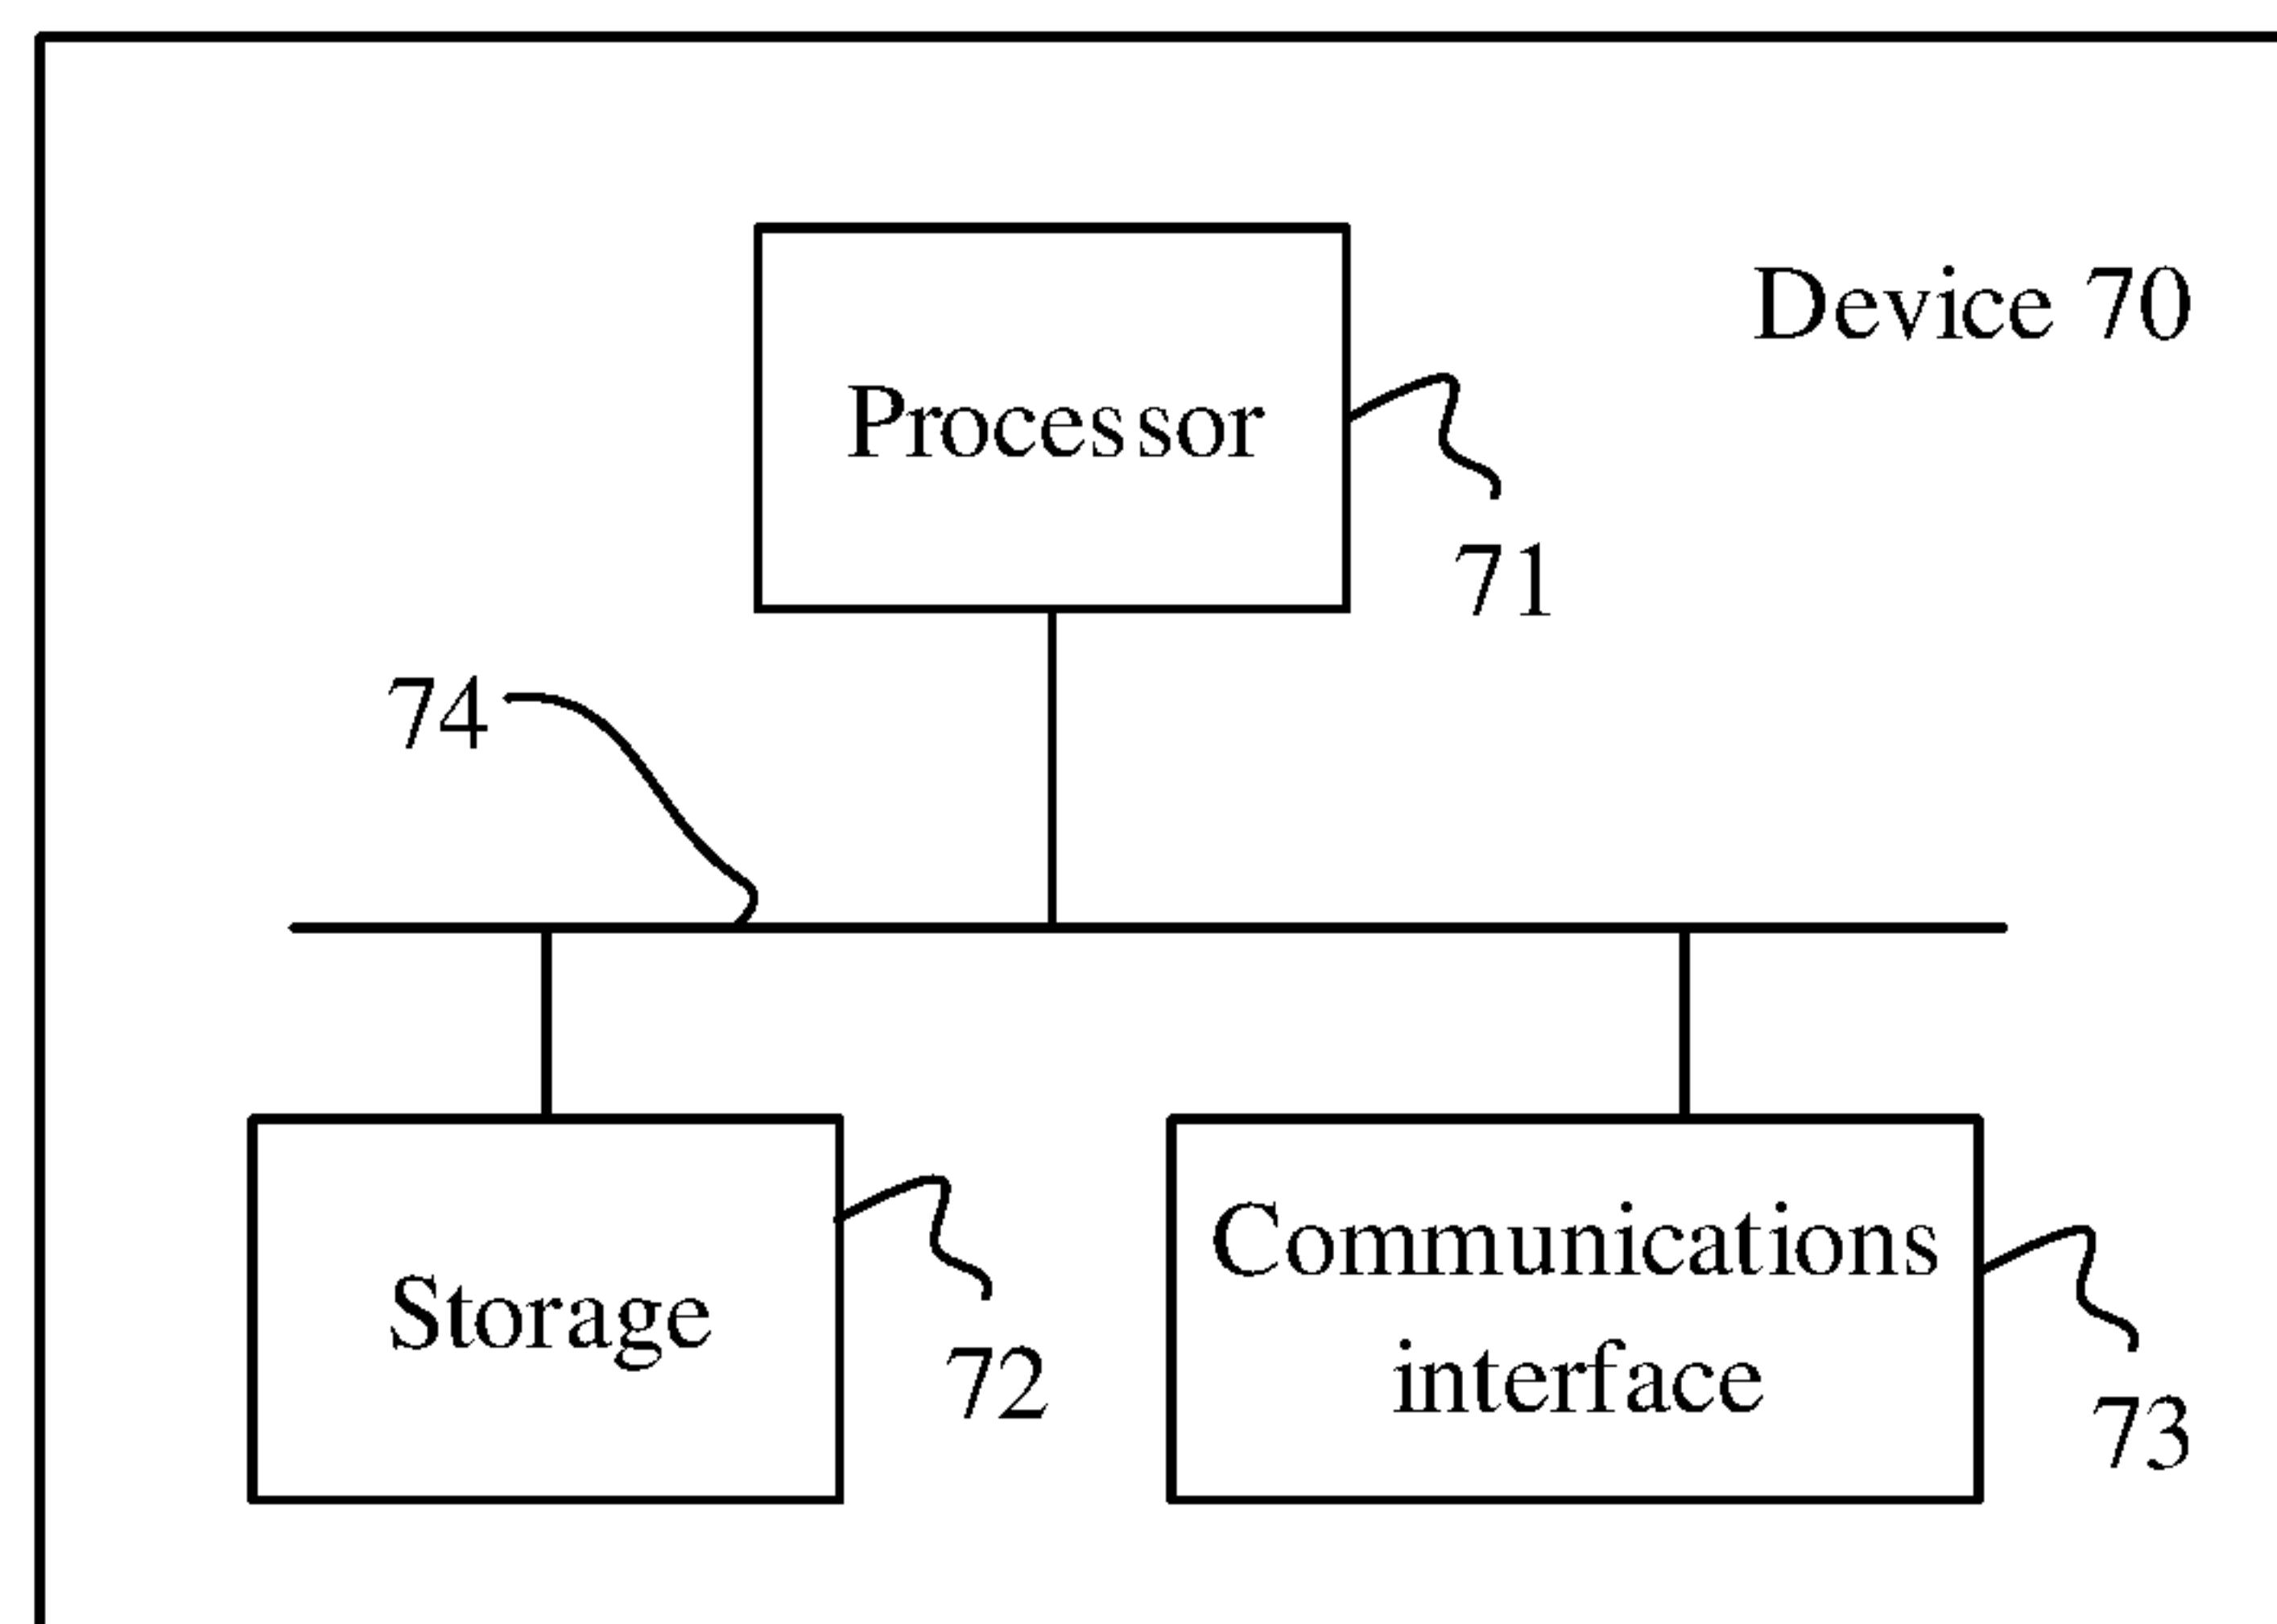 Device 70
Processor
71
74
Storage
72
Communications
interface
73